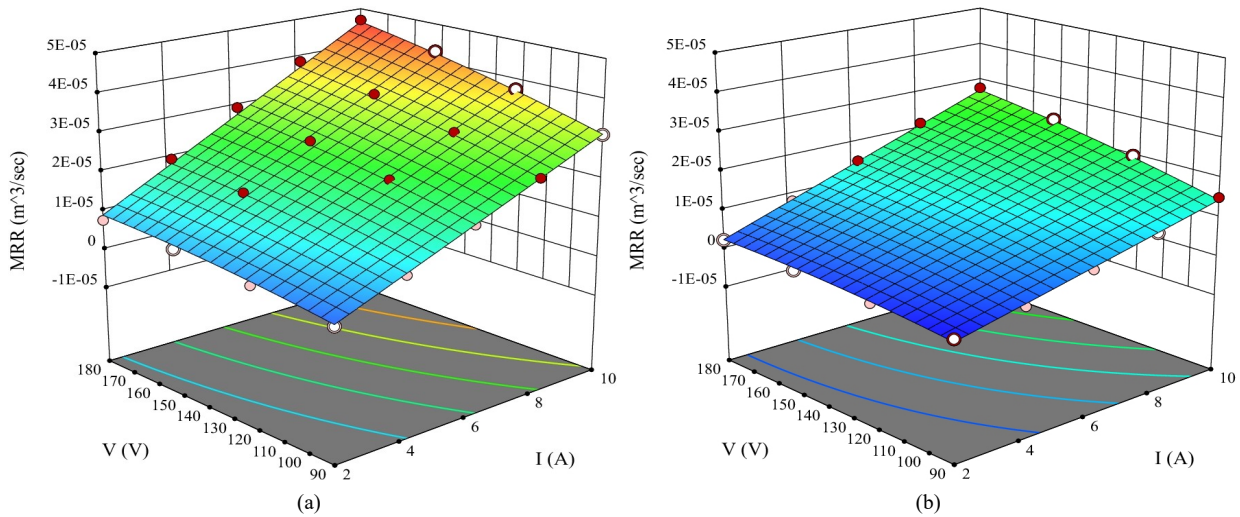 5E-05
4E-05
3E-05
2E-05
1E-05
0
-1E-05
MRR (m^3/sec)
180
170
160
150
140
130
120
110
100
90
V (V)
2
4
6
8
10
I (A)
(a)
5E-05
4E-05
3E-05
2E-05
1E-05
0
-1E-05
MRR (m^3/sec)
180
170
160
150
140
130
120
110
100
90
V (V)
2
4
6
8
10
I (A)
(b)